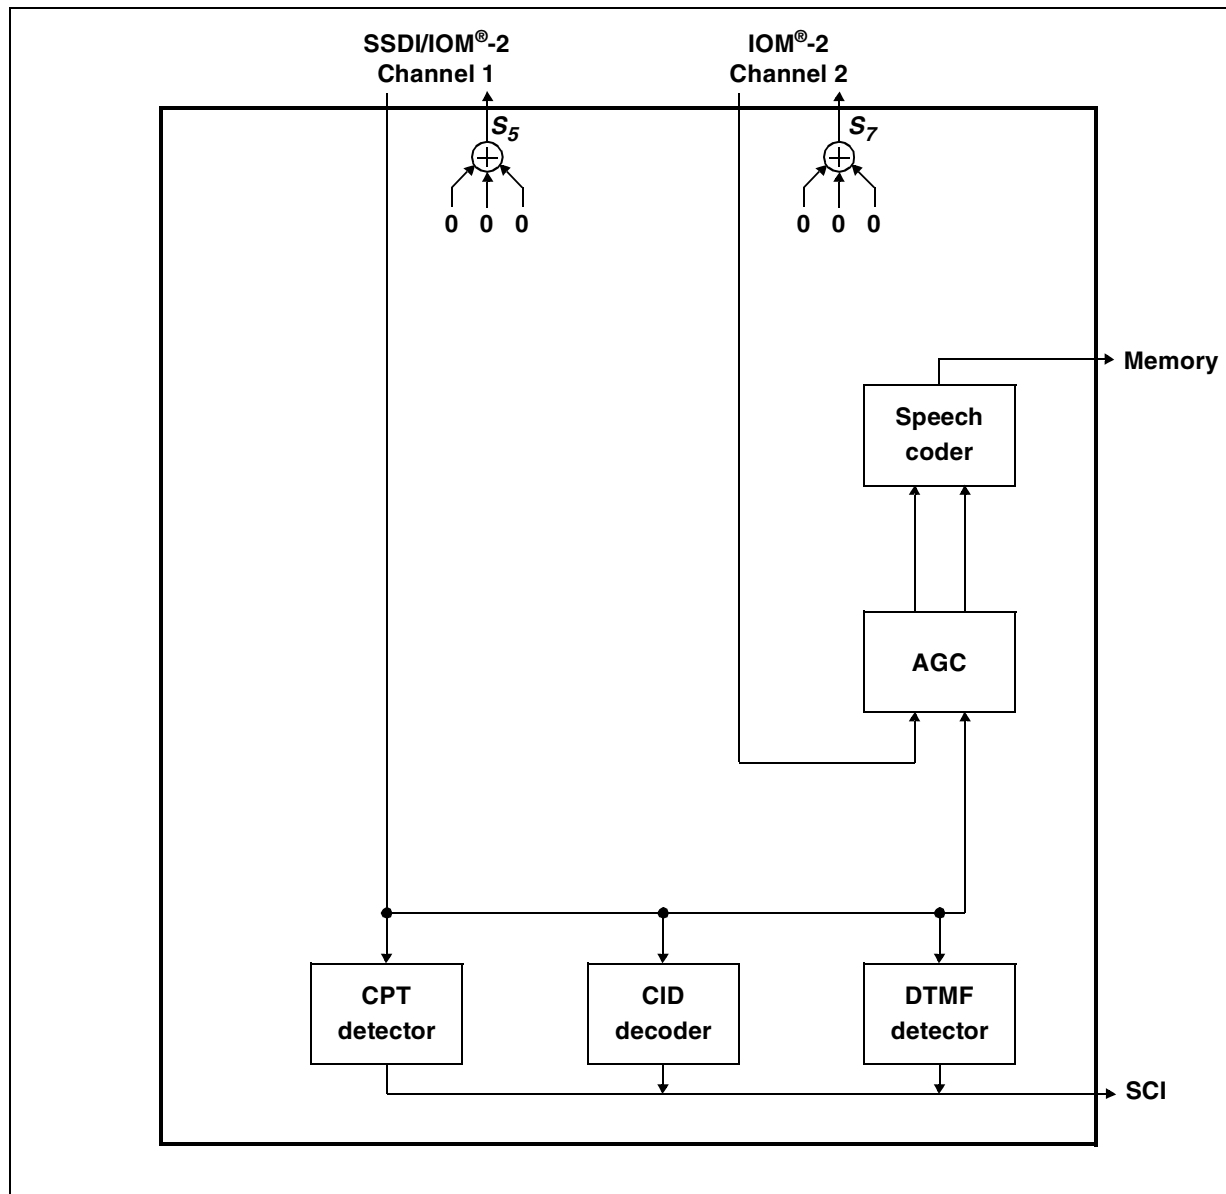 SSDI/IOM®-2
Channel 1
IOM®-2
Channel 2
S5
S7
0 0 0
0 0 0
Memory
Speech
coder
AGC
CPT
detector
CID
decoder
DTMF
detector
SCI